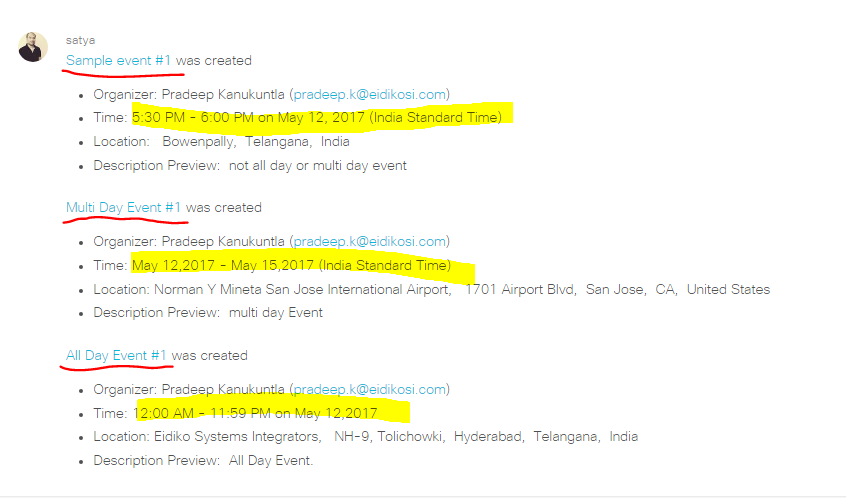 satya
Sample event #1 was created
Organizer: Pradeep Kanukuntla (pradeep.k@eidikosi.com)
Time: 5:30 PM - 6:00 PM on May 12, 2017 (India Standard Time)
Location: Bowenpally, Telangana, India
Description Preview: not all day or multi day event
Multi Day Event #1 was created
Organizer: Pradeep Kanukuntla (pradeep.k@eidikosi.com)
Time: May 12,2017 - May 15,2017 (India Standard Time)
Location: Norman Y Mineta San Jose International Airport, 1701 Airport Blvd, San Jose, CA, United States
Description Preview: multi day Event
All Day Event #1 was created
Organizer: Pradeep Kanukuntla (pradeep.k@eidikosi.com)
Time: 12:00 AM - 11:59 PM on May 12,2017
Location: Eidiko Systems Integrators, NH-9, Tolichowki, Hyderabad, Telangana, India
Description Preview: All Day Event.